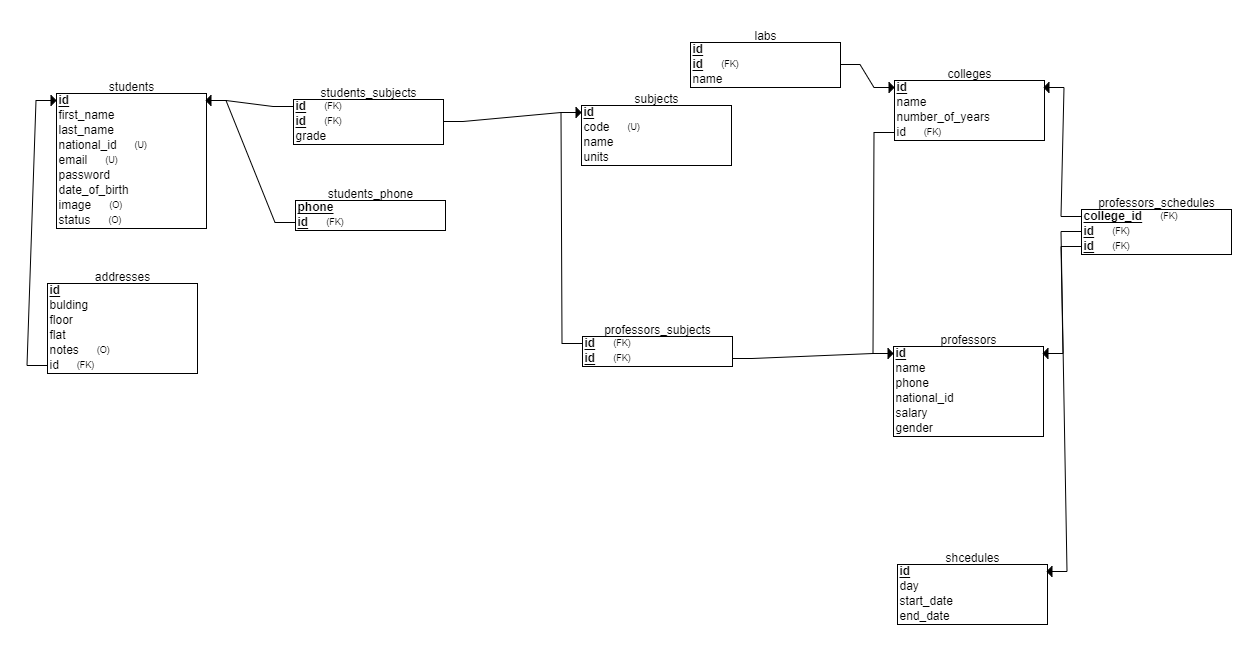 labs
id
id (FK)
name
colleges
id
name
number_of_years
id (FK)
students
id
first_name
last_name
national_id (U)
email (U)
password
date_of_birth
image (O)
status (O)
students_subjects
id (FK)
id (FK)
grade
subjects
id
code (U)
name
units
students_phone
phone
id (FK)
professors_schedules
college_id (FK)
id (FK)
id (FK)
addresses
id
bulding
floor
flat
notes (O)
id (FK)
professors_subjects
id (FK)
id (FK)
professors
id
name
phone
national_id
salary
gender
shcedules
id
day
start_date
end_date